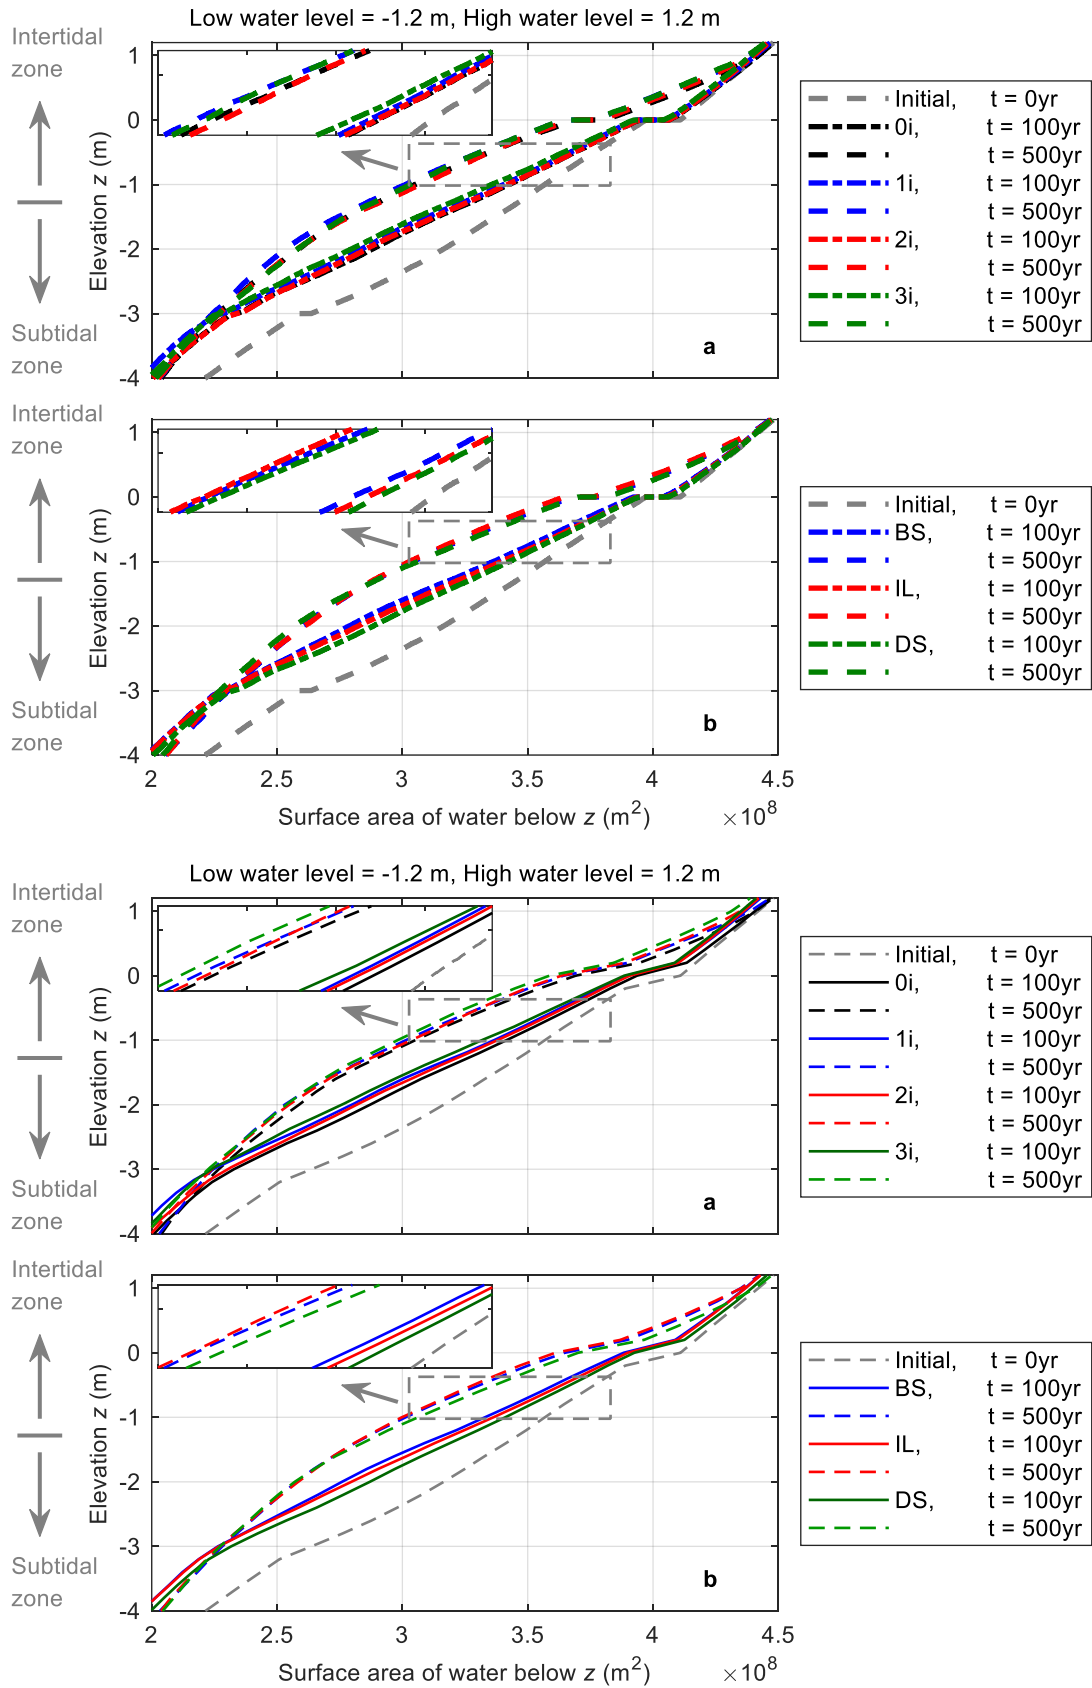 Low water level = -1.2 m, High water level = 1.2 m
Intertidal
zone
Subtidal
zone
Elevation z (m)
1
0
-1
-2
-3
-4
a
Initial, t = 0yr
0i, t = 100yr
t = 500yr
1i, t = 100yr
t = 500yr
2i, t = 100yr
t = 500yr
3i, t = 100yr
t = 500yr
Intertidal
zone
Subtidal
zone
Elevation z (m)
1
0
-1
-2
-3
-4
b
2 2.5 3 3.5 4 4.5
Surface area of water below z (m²) ×10⁸
Initial, t = 0yr
BS, t = 100yr
t = 500yr
IL, t = 100yr
t = 500yr
DS, t = 100yr
t = 500yr
Low water level = -1.2 m, High water level = 1.2 m
Intertidal
zone
Subtidal
zone
Elevation z (m)
1
0
-1
-2
-3
-4
a
Initial, t = 0yr
0i, t = 100yr
t = 500yr
1i, t = 100yr
t = 500yr
2i, t = 100yr
t = 500yr
3i, t = 100yr
t = 500yr
Intertidal
zone
Subtidal
zone
Elevation z (m)
1
0
-1
-2
-3
-4
b
2 2.5 3 3.5 4 4.5
Surface area of water below z (m²) ×10⁸
Initial, t = 0yr
BS, t = 100yr
t = 500yr
IL, t = 100yr
t = 500yr
DS, t = 100yr
t = 500yr